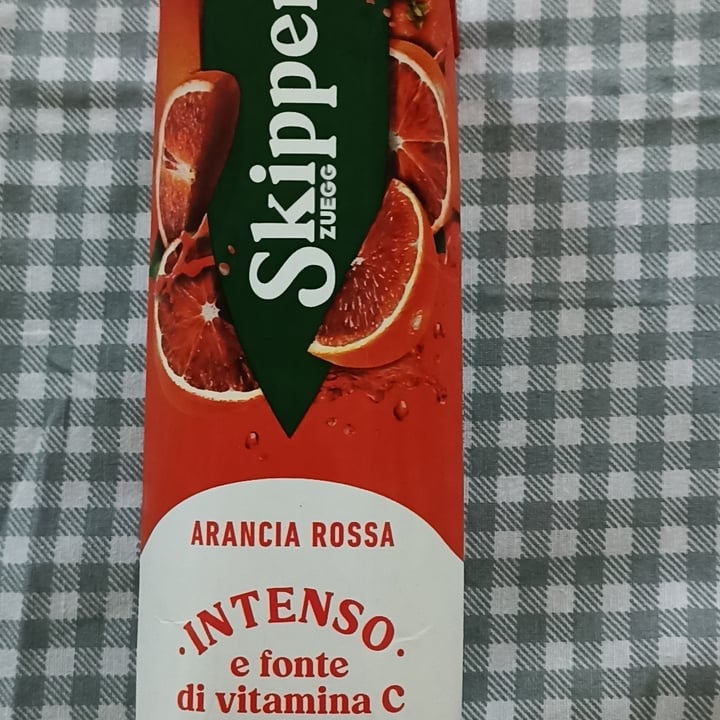 Skipper
ZUEGG
ARANCIA ROSSA
·INTENSO·
e fonte
di vitamina C